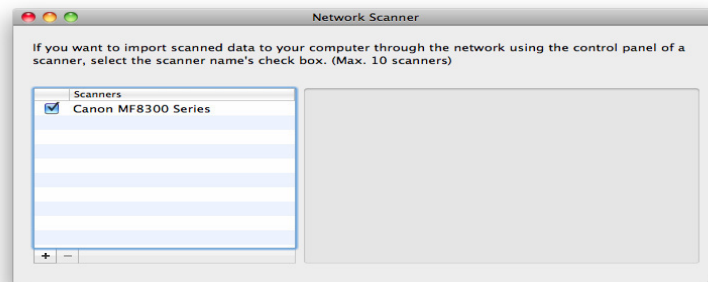 Network Scanner
If you want to import scanned data to your computer through the network using the control panel of a
scanner, select the scanner name's check box. (Max. 10 scanners)
Scanners
Canon MF8300 Series
+ −